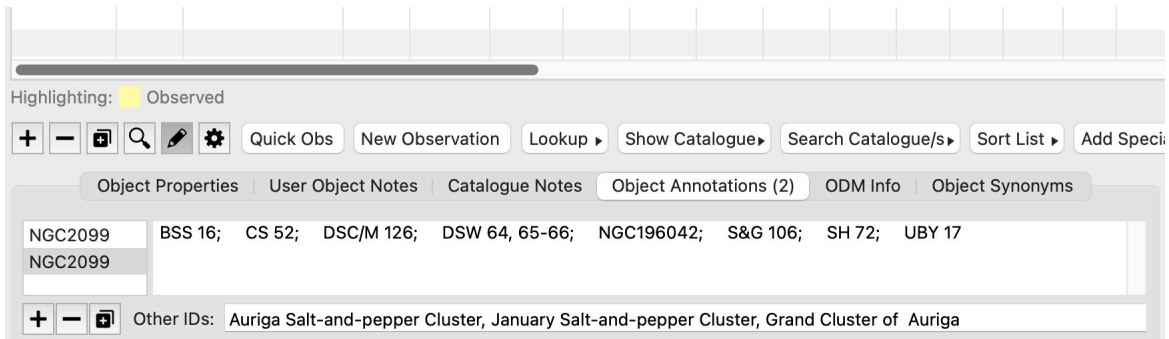 Highlighting: Observed
Quick Obs New Observation Lookup Show Catalogue Search Catalogue/s Sort List Add Specia
Object Properties User Object Notes Catalogue Notes Object Annotations (2) ODM Info Object Synonyms
NGC2099 BSS 16; CS 52; DSC/M 126; DSW 64, 65-66; NGC196042; S&G 106; SH 72; UBY 17
NGC2099
Other IDs: Auriga Salt-and-pepper Cluster, January Salt-and-pepper Cluster, Grand Cluster of Auriga